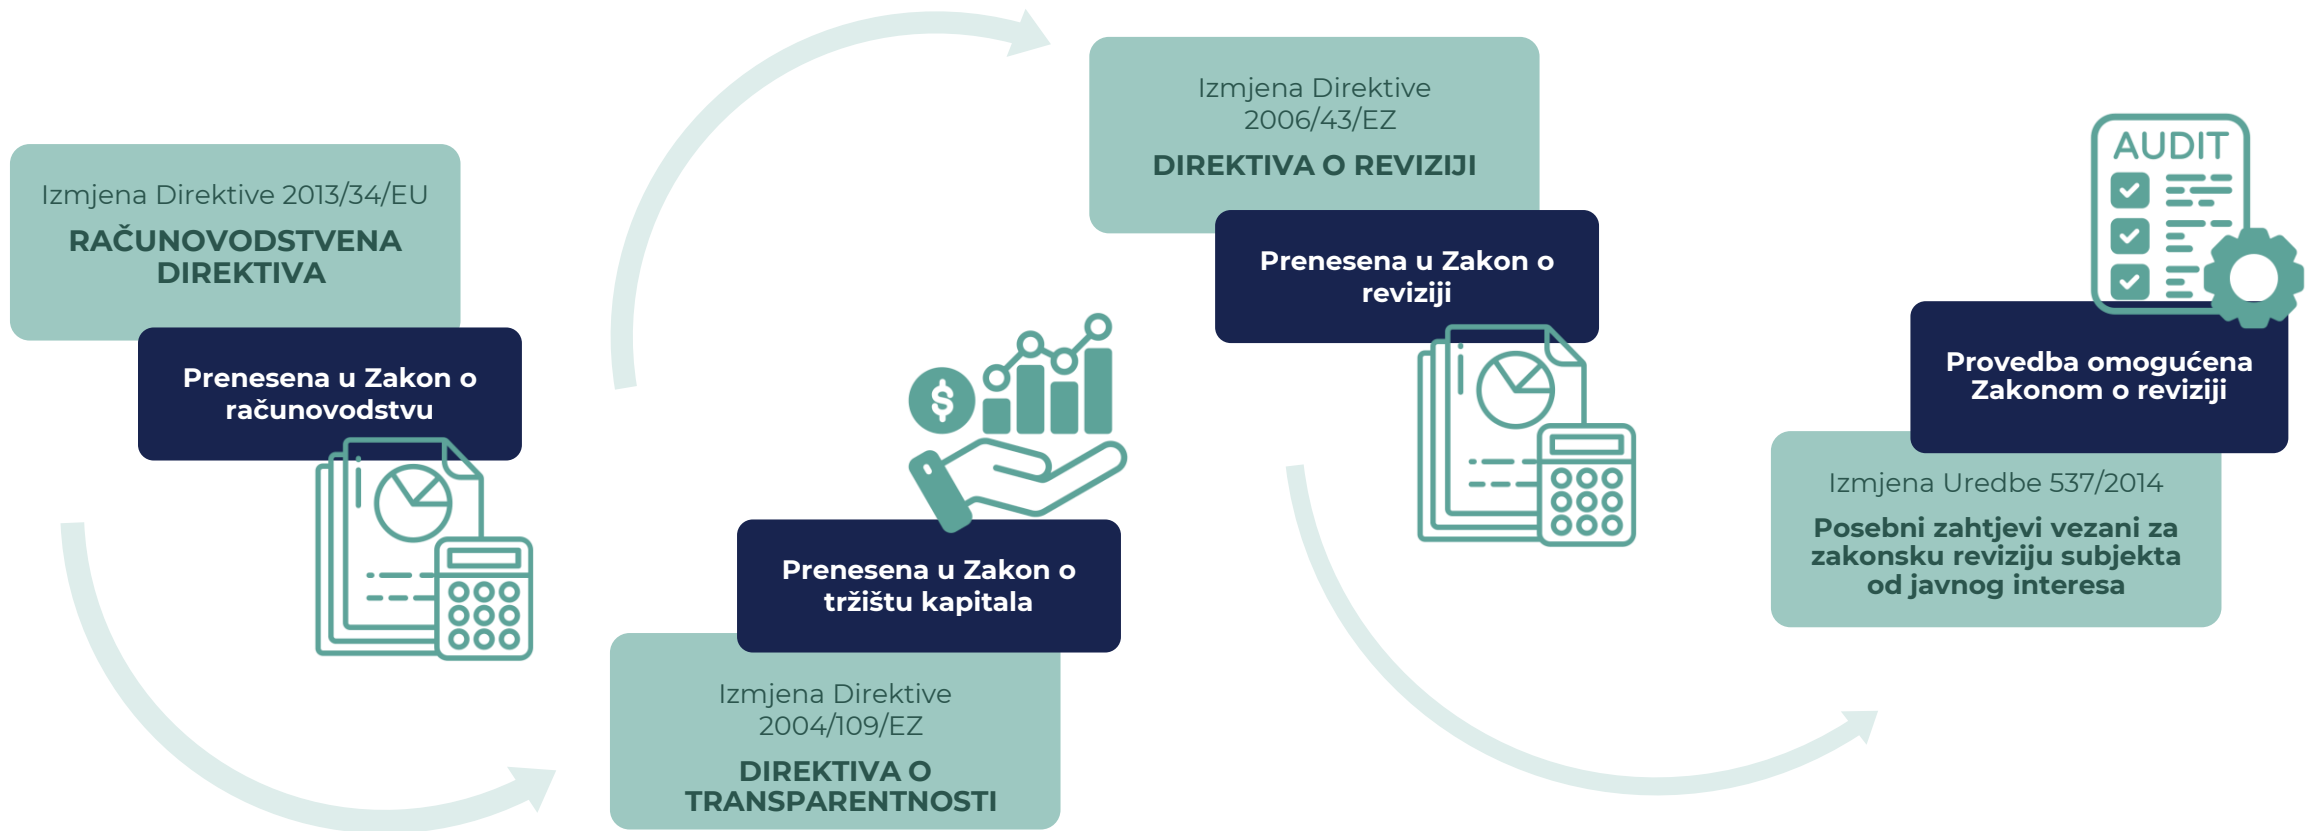 Izmjena Direktive 2013/34/EU
RAČUNOVODSTVENA
DIREKTIVA
Prenesena u Zakon o
računovodstvu
$
Prenesena u Zakon o
tržištu kapitala
Izmjena Direktive
2004/109/EZ
DIREKTIVA O
TRANSPARENTNOSTI
Izmjena Direktive
2006/43/EZ
DIREKTIVA O REVIZIJI
Prenesena u Zakon o
reviziji
AUDIT
Provedba omogućena
Zakonom o reviziji
Izmjena Uredbe 537/2014
Posebni zahtjevi vezani za
zakonsku reviziju subjekta
od javnog interesa